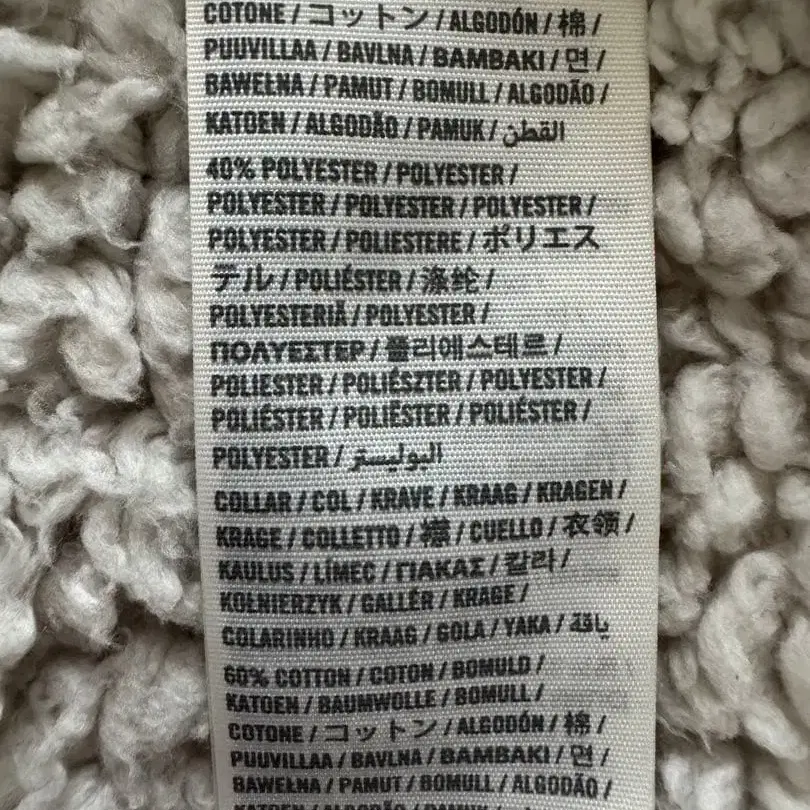 COTONE / コットン / ALGODÓN / 棉 /
PUUVILLAA / BAVLNA / BAMBAKI / 면 /
BAWEŁNA / PAMUT / BOMULL / ALGODÃO /
KATOEN / ALGODÃO / PAMUK / القطن
40% POLYESTER / POLYESTER /
POLYESTER / POLYESTER / POLYESTER /
POLYESTER / POLIESTERE / ポリエス
テル / POLIÉSTER / 涤纶 /
POLYESTERIÄ / POLYESTER /
ΠΟΛΥΕΣΤΕΡ / 폴리에스테르 /
POLIESTER / POLIÉSZTER / POLYESTER /
POLIÉSTER / POLIËSTER / POLIÉSTER /
POLYESTER / البوليستر
COLLAR / COL / KRAVE / KRAAG / KRAGEN /
KRAGE / COLLETTO / 襟 / CUELLO / 衣领 /
KAULUS / LÍMEC / ΓΙΑΚΑΣ / 칼라 /
KOŁNIERZYK / GALLÉR / KRAGE /
COLARINHO / KRAAG / GOLA / YAKA / ياقة
60% COTTON / COTON / BOMULD /
KATOEN / BAUMWOLLE / BOMULL /
COTONE / コットン / ALGODÓN / 棉 /
PUUVILLAA / BAVLNA / BAMBAKI / 면 /
BAWEŁNA / PAMUT / BOMULL / ALGODÃO /